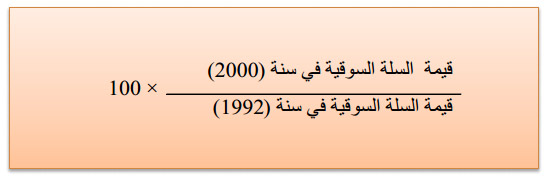 قيمة السلة السوقية في سنة (2000)
100 ×
قيمة السلة السوقية في سنة (1992)